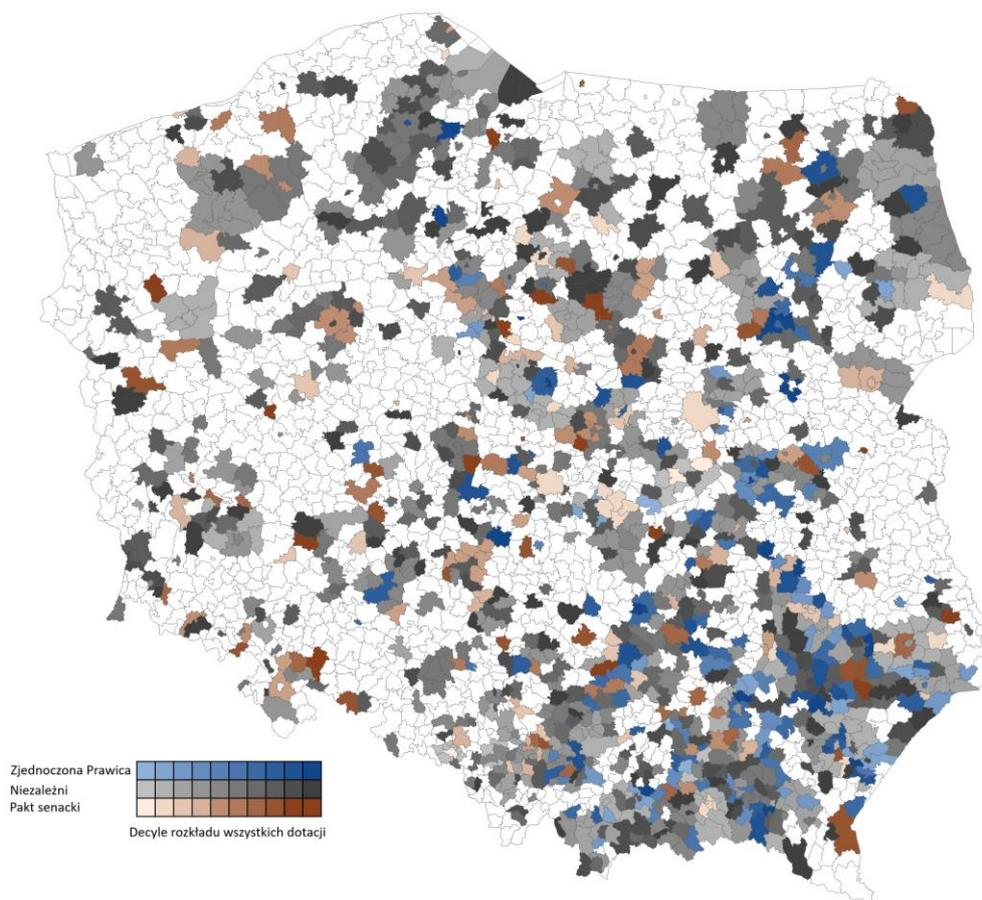 Zjednoczona Prawica
Niezależni
Pakt senacki
Decyle rozkładu wszystkich dotacji